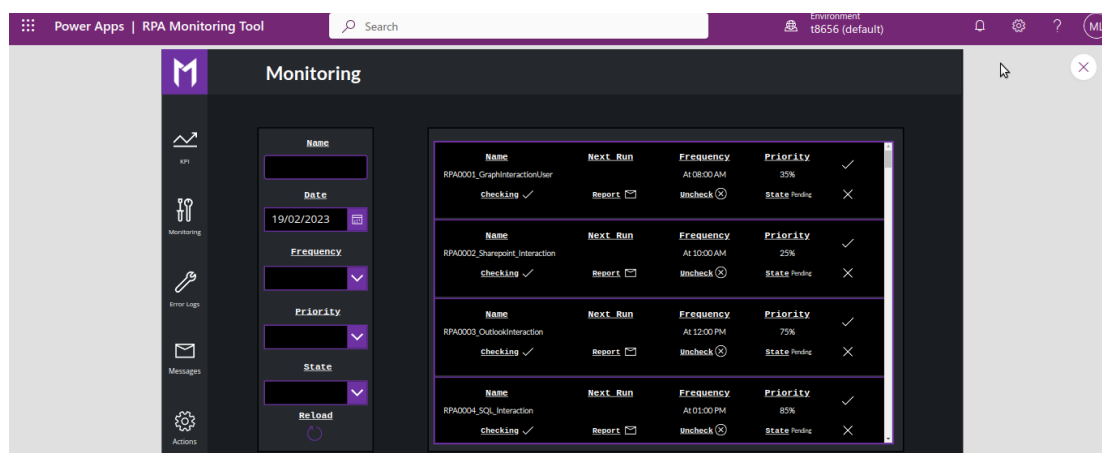 Power Apps | RPA Monitoring Tool
Search
Environment
t8656 (default)
ML
Monitoring
KPI
Monitoring
Error Logs
Messages
Actions
Name
Date
19/02/2023
Frequency
Priority
State
Reload
Name Next Run Frequency Priority
RPA0001_GraphInteractionUser At 08:00 AM 35%
Checking Report Uncheck State Pending
Name Next Run Frequency Priority
RPA0002_Sharepoint_Interaction At 10:00 AM 25%
Checking Report Uncheck State Pending
Name Next Run Frequency Priority
RPA0003_OutlookInteraction At 12:00 PM 75%
Checking Report Uncheck State Pending
Name Next Run Frequency Priority
RPA0004_SQL_Interaction At 01:00 PM 85%
Checking Report Uncheck State Pending